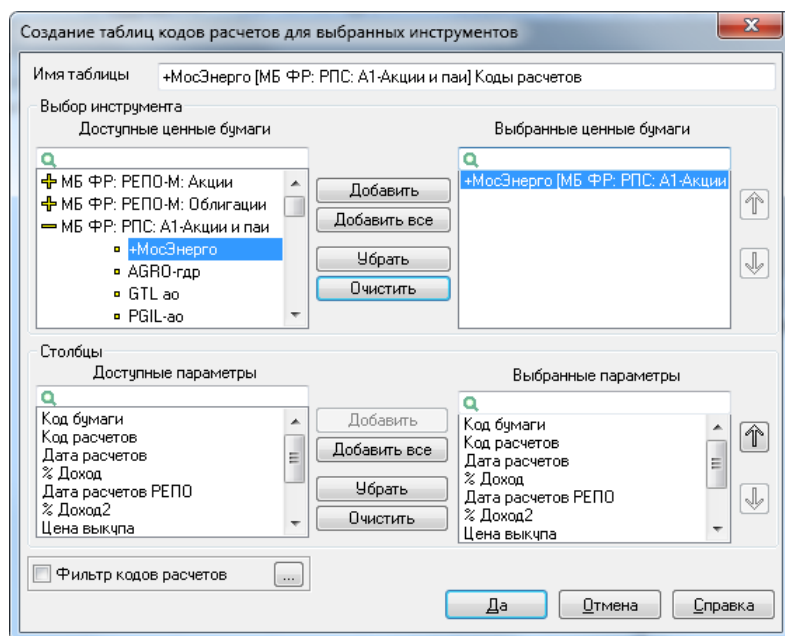 Создание таблиц кодов расчетов для выбранных инструментов
Имя таблицы
+МосЭнерго [МБ ФР: РПС: А1-Акции и паи] Коды расчетов
Выбор инструмента
Доступные ценные бумаги
Выбранные ценные бумаги
МБ ФР: РЕПО-М: Акции
МБ ФР: РЕПО-М: Облигации
МБ ФР: РПС: А1-Акции и паи
+МосЭнерго
AGRO-гдр
GTL ао
PGIL-ао
Добавить
Добавить все
Убрать
Очистить
+МосЭнерго [МБ ФР: РПС: А1-Акции
Столбцы
Доступные параметры
Выбранные параметры
Код бумаги
Код расчетов
Дата расчетов
% Доход
Дата расчетов РЕПО
% Доход2
Цена выкупа
Добавить
Добавить все
Убрать
Очистить
Код бумаги
Код расчетов
Дата расчетов
% Доход
Дата расчетов РЕПО
% Доход2
Цена выкупа
Фильтр кодов расчетов
...
Да
Отмена
Справка